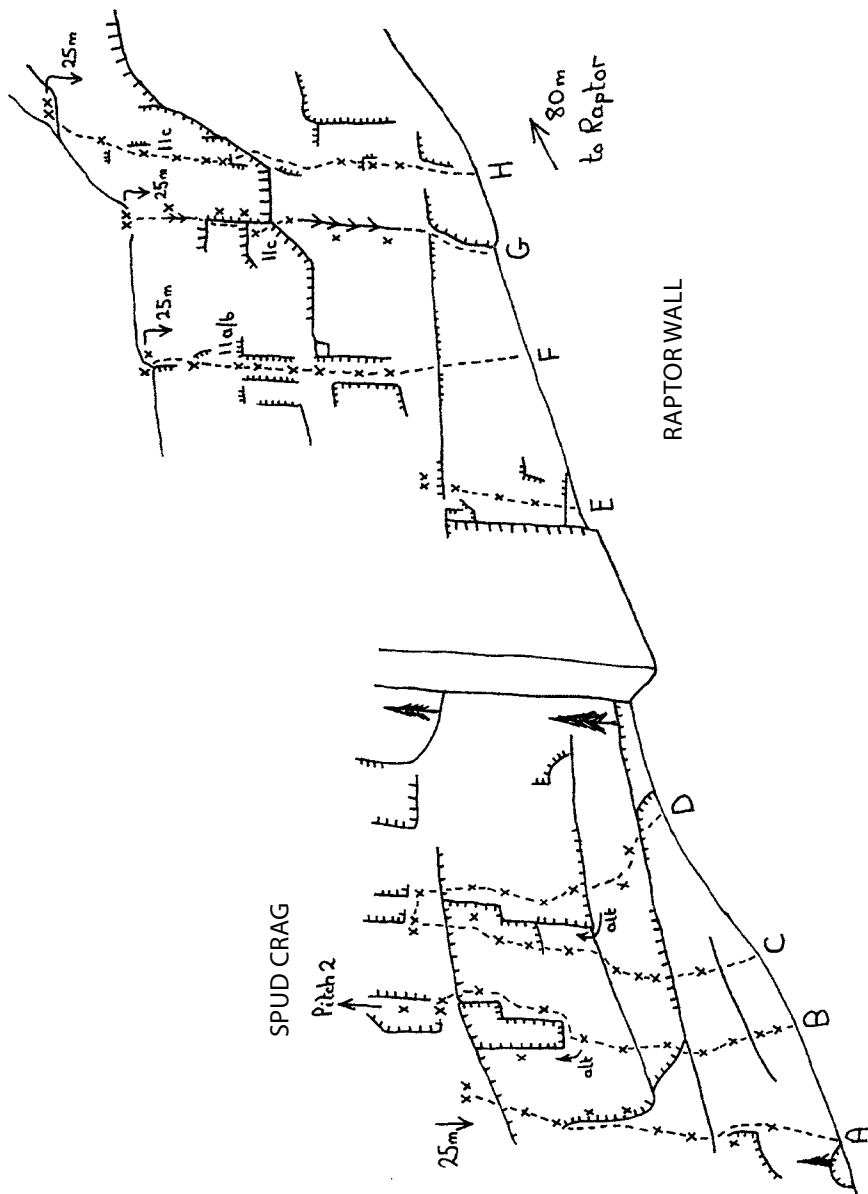 SPUD CRAG
RAPTOR WALL
25m
alt
Pitch 2
alt
25m
11a/b
25m
11c
25m
11c
80m
to Raptor
A
B
C
D
E
F
G
H